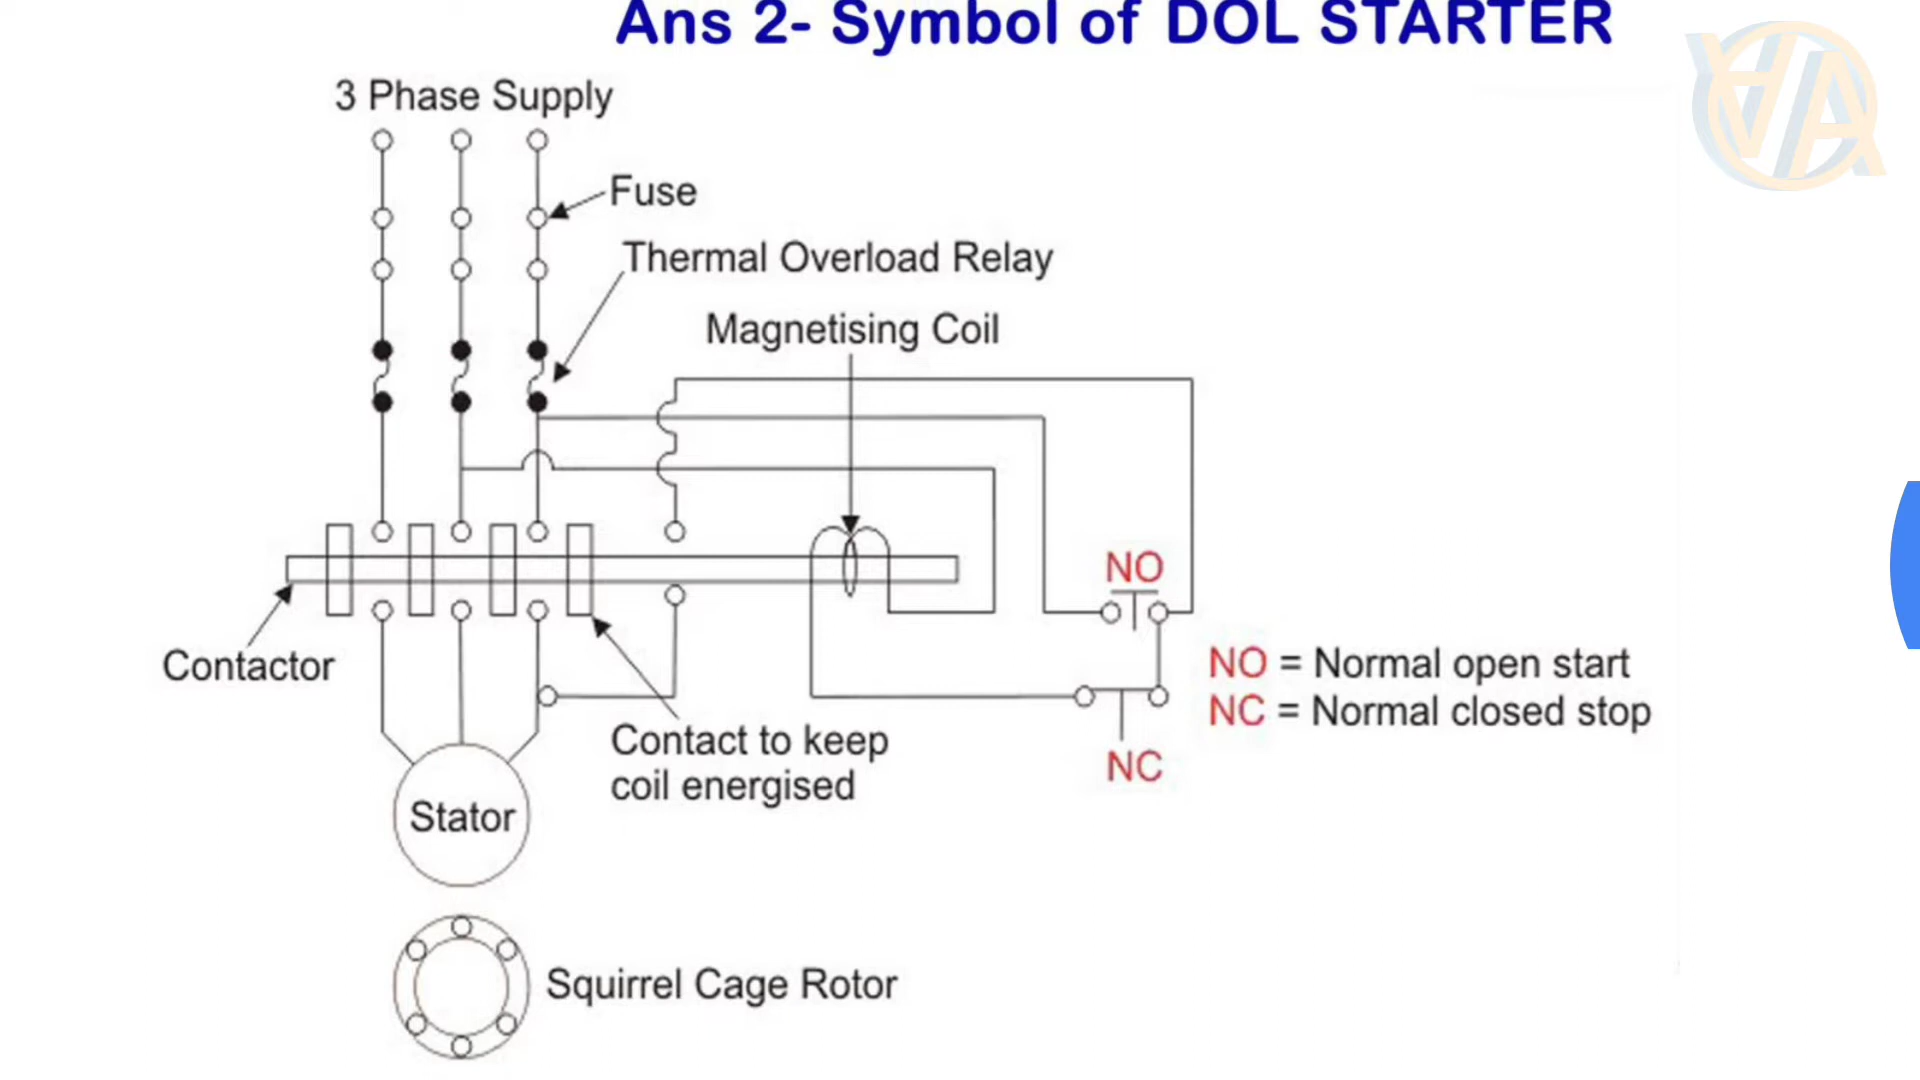 Ans 2- Symbol of DOL STARTER
3 Phase Supply
Fuse
Thermal Overload Relay
Magnetising Coil
NO
Contactor
NO = Normal open start
NC = Normal closed stop
Contact to keep
coil energised
NC
Stator
Squirrel Cage Rotor